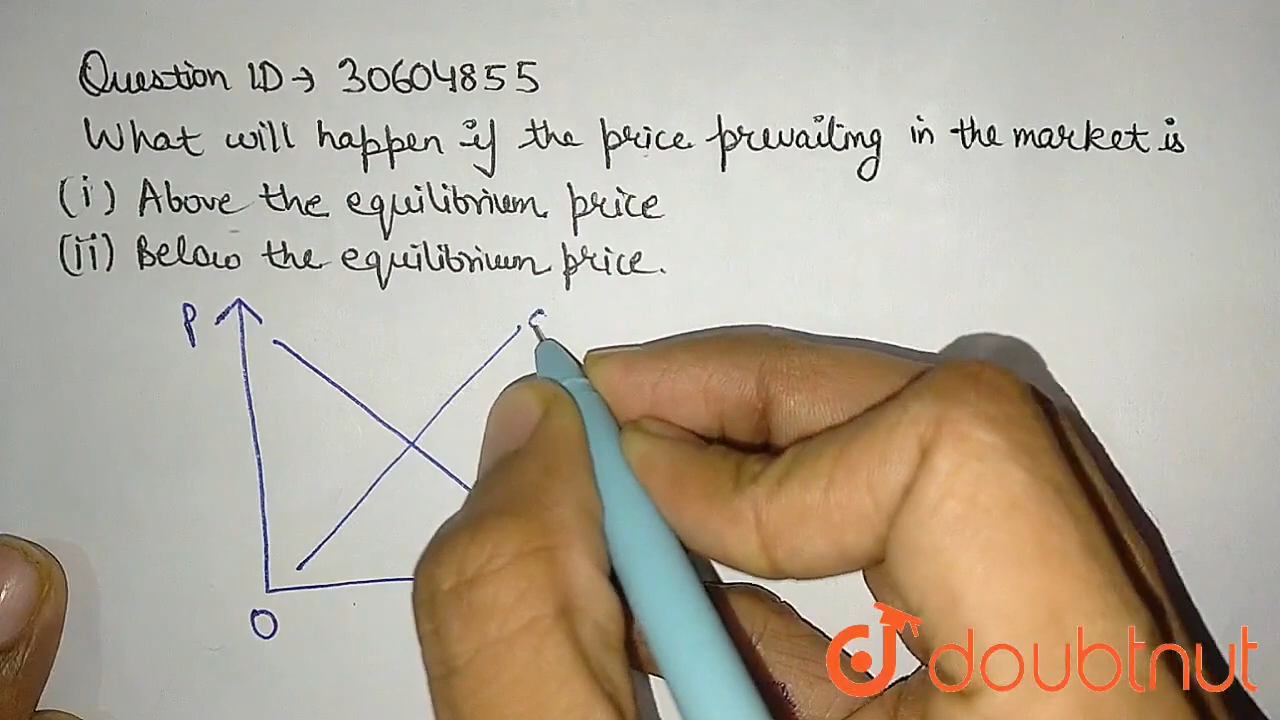 Question ID → 30604855
What will happen if the price prevailing in the market is
(i) Above the equilibrium price
(ii) Below the equilibrium price.
P
O
doubtnut